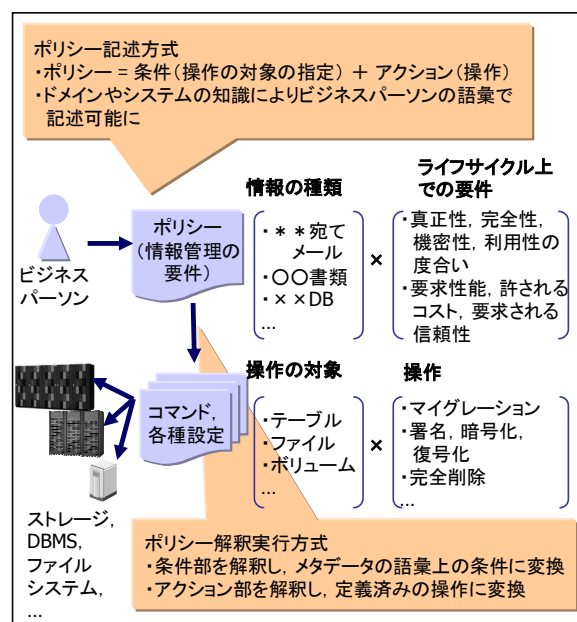 ポリシー記述方式
・ポリシー = 条件(操作の対象の指定) + アクション(操作)
・ドメインやシステムの知識によりビジネスパーソンの語彙で
記述可能に
ビジネス
パーソン
ポリシー
(情報管理の
要件)
情報の種類
・＊＊宛て
メール
・〇〇書類
・××DB
...
×
ライフサイクル上
での要件
・真正性, 完全性,
機密性, 利用性の
度合い
・要求性能, 許される
コスト, 要求される
信頼性
コマンド,
各種設定
操作の対象
・テーブル
・ファイル
・ボリューム
...
×
操作
・マイグレーション
・署名, 暗号化,
復号化
・完全削除
...
ストレージ,
DBMS,
ファイル
システム,
...
ポリシー解釈実行方式
・条件部を解釈し, メタデータの語彙上の条件に変換
・アクション部を解釈し, 定義済みの操作に変換